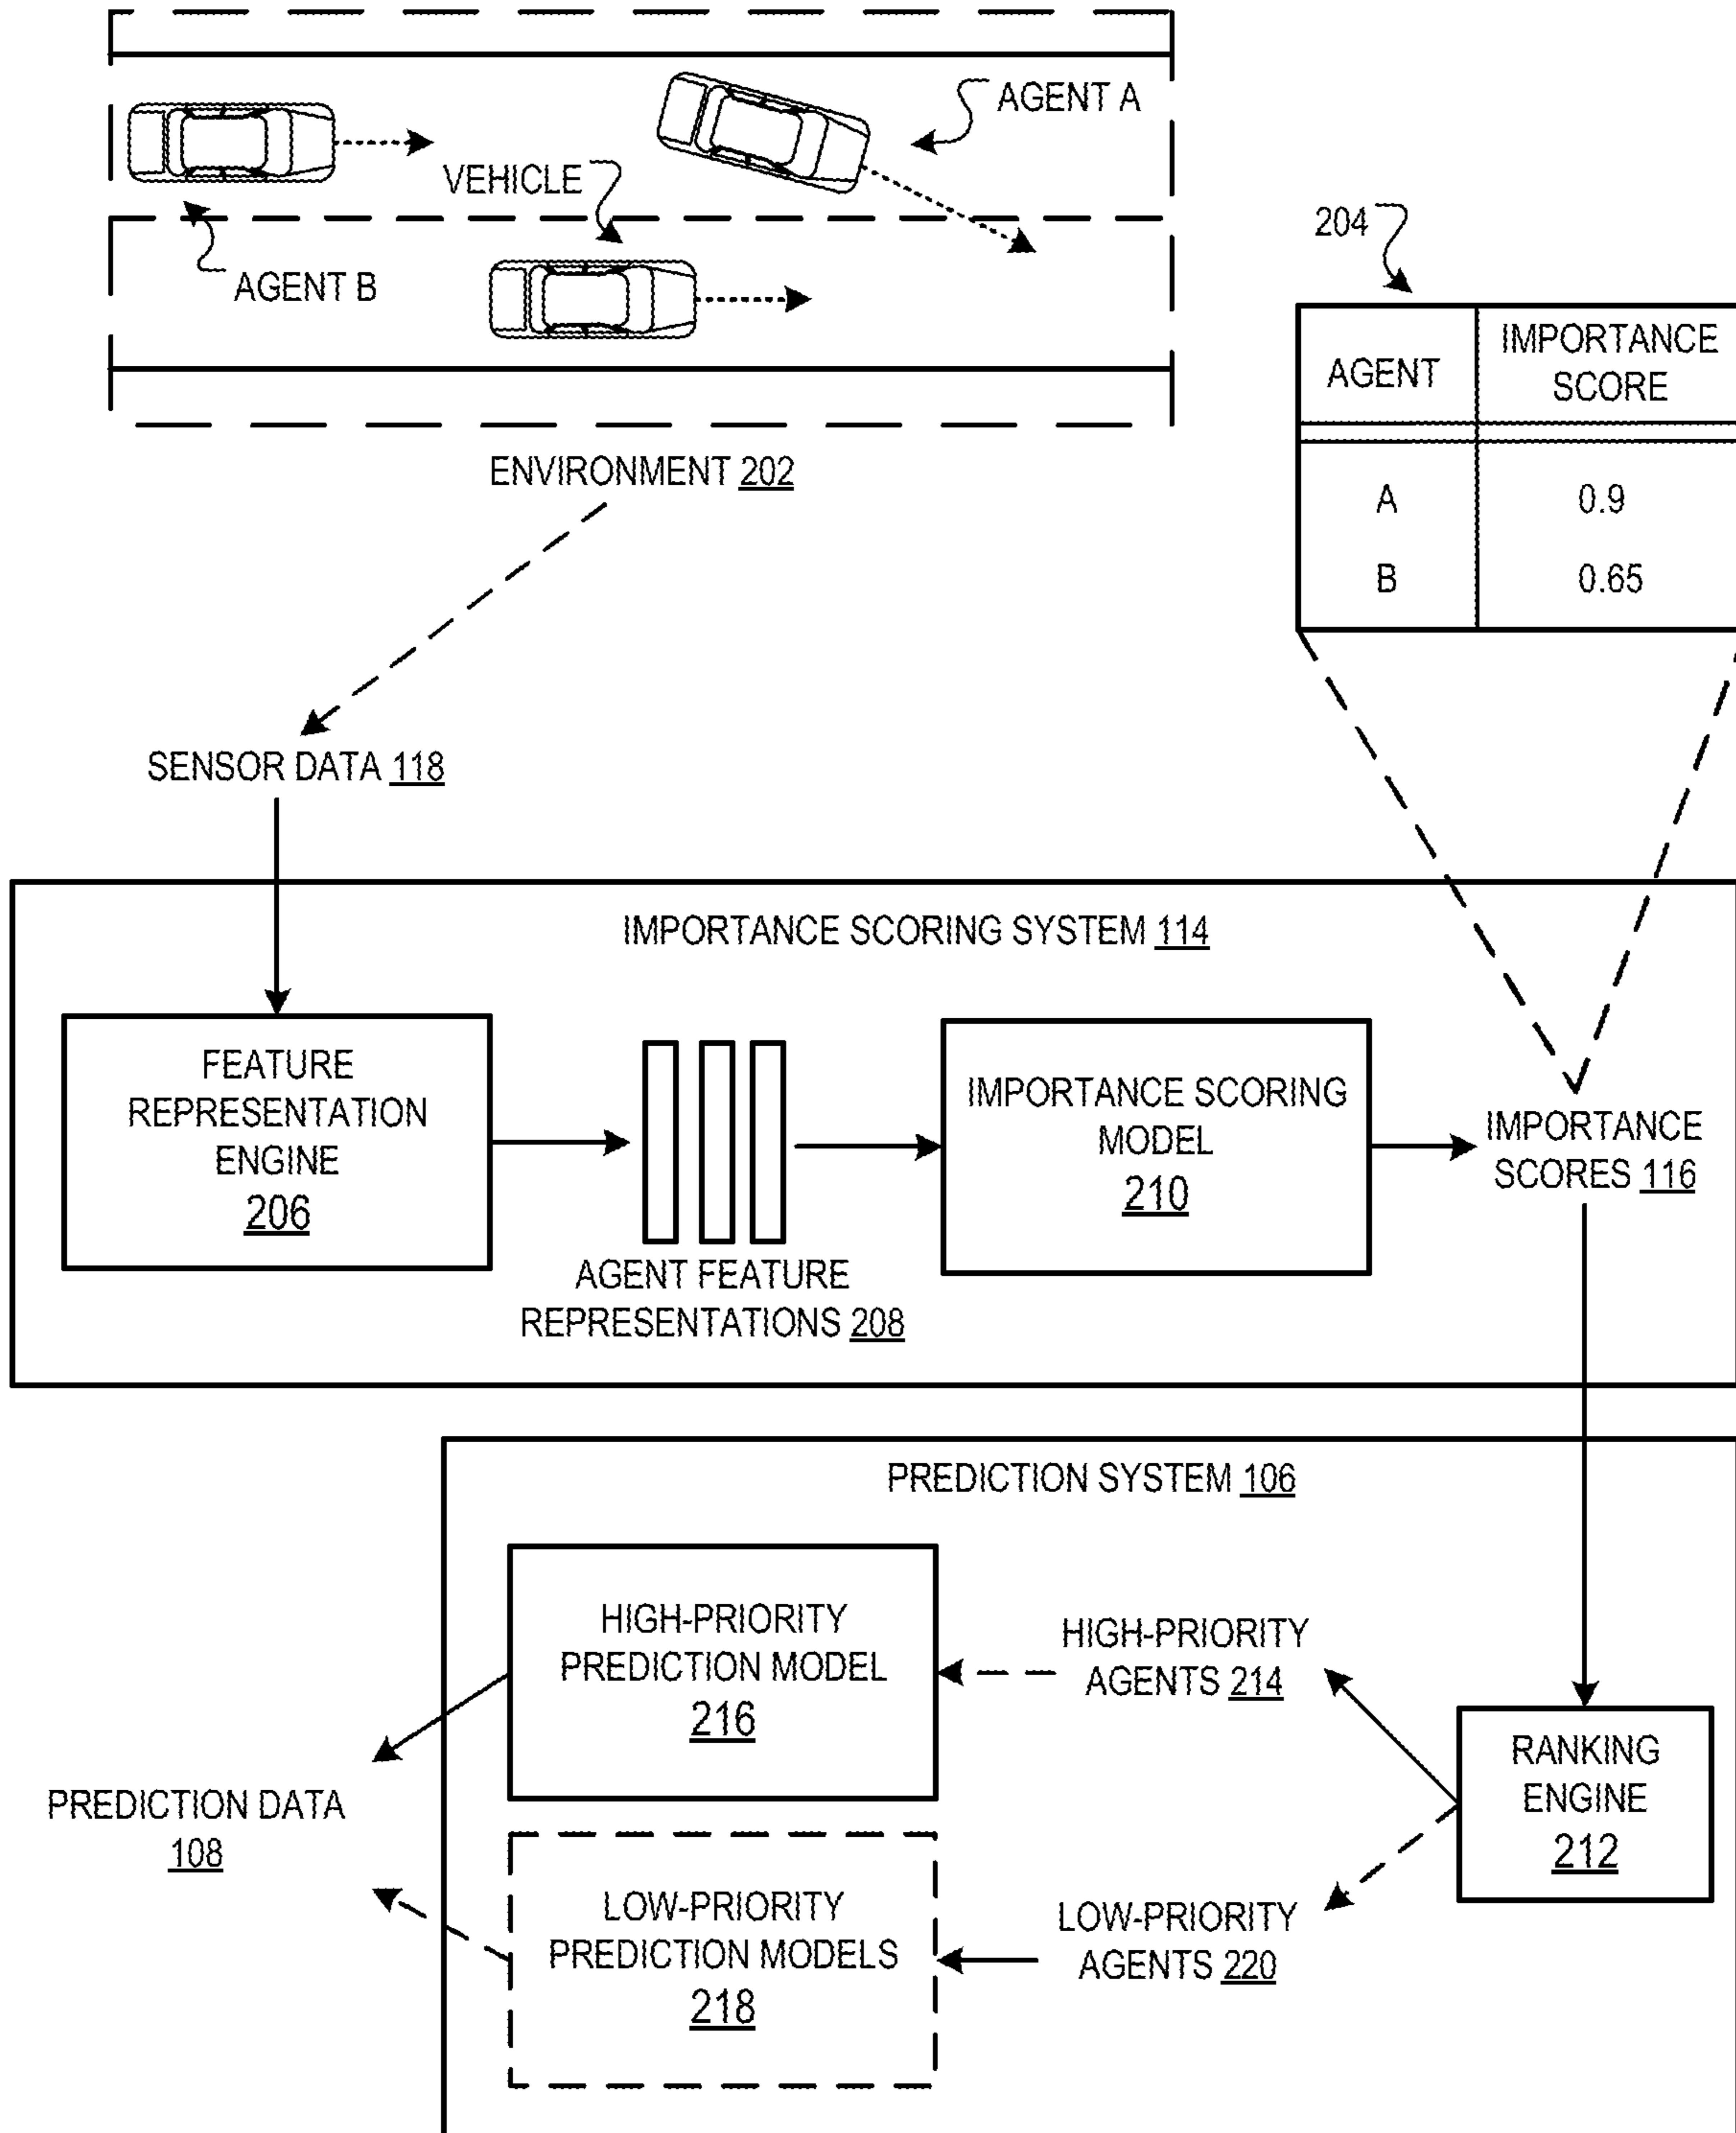 AGENT A
VEHICLE
AGENT B
204
AGENT
IMPORTANCE
SCORE
A
0.9
B
0.65
ENVIRONMENT 202
SENSOR DATA 118
IMPORTANCE SCORING SYSTEM 114
FEATURE
REPRESENTATION
ENGINE
206
AGENT FEATURE
REPRESENTATIONS 208
IMPORTANCE SCORING
MODEL
210
IMPORTANCE
SCORES 116
PREDICTION SYSTEM 106
HIGH-PRIORITY
PREDICTION MODEL
216
HIGH-PRIORITY
AGENTS 214
RANKING
ENGINE
212
PREDICTION DATA
108
LOW-PRIORITY
PREDICTION MODELS
218
LOW-PRIORITY
AGENTS 220